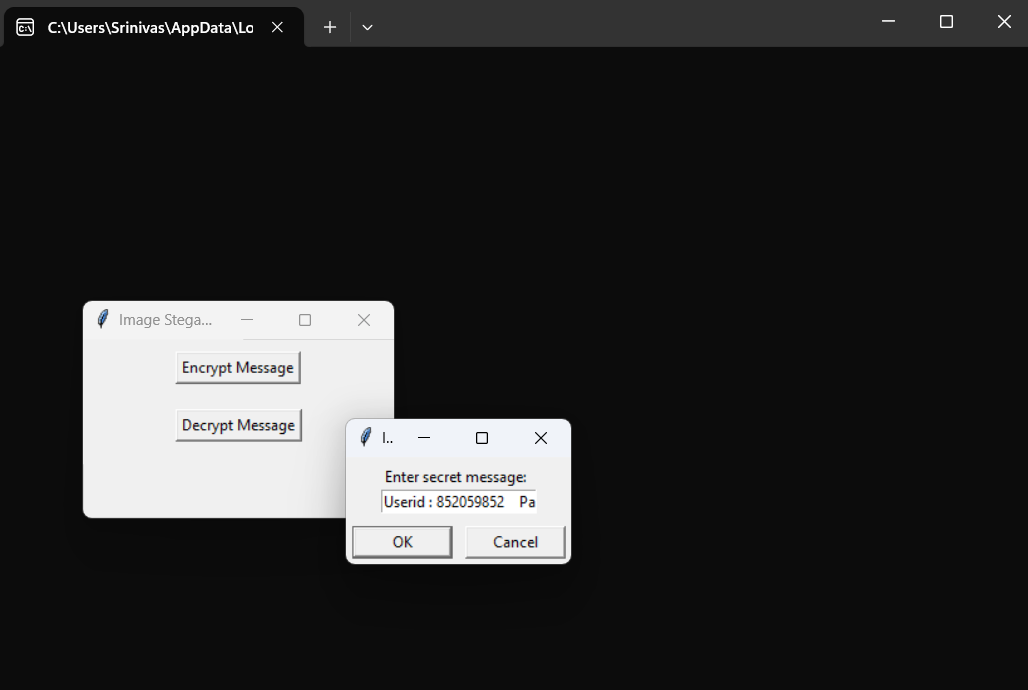 C:\Users\Srinivas\AppData\Lo
Image Stega...
Encrypt Message
Decrypt Message
I..
Enter secret message:
Userid : 852059852 Pa
OK
Cancel